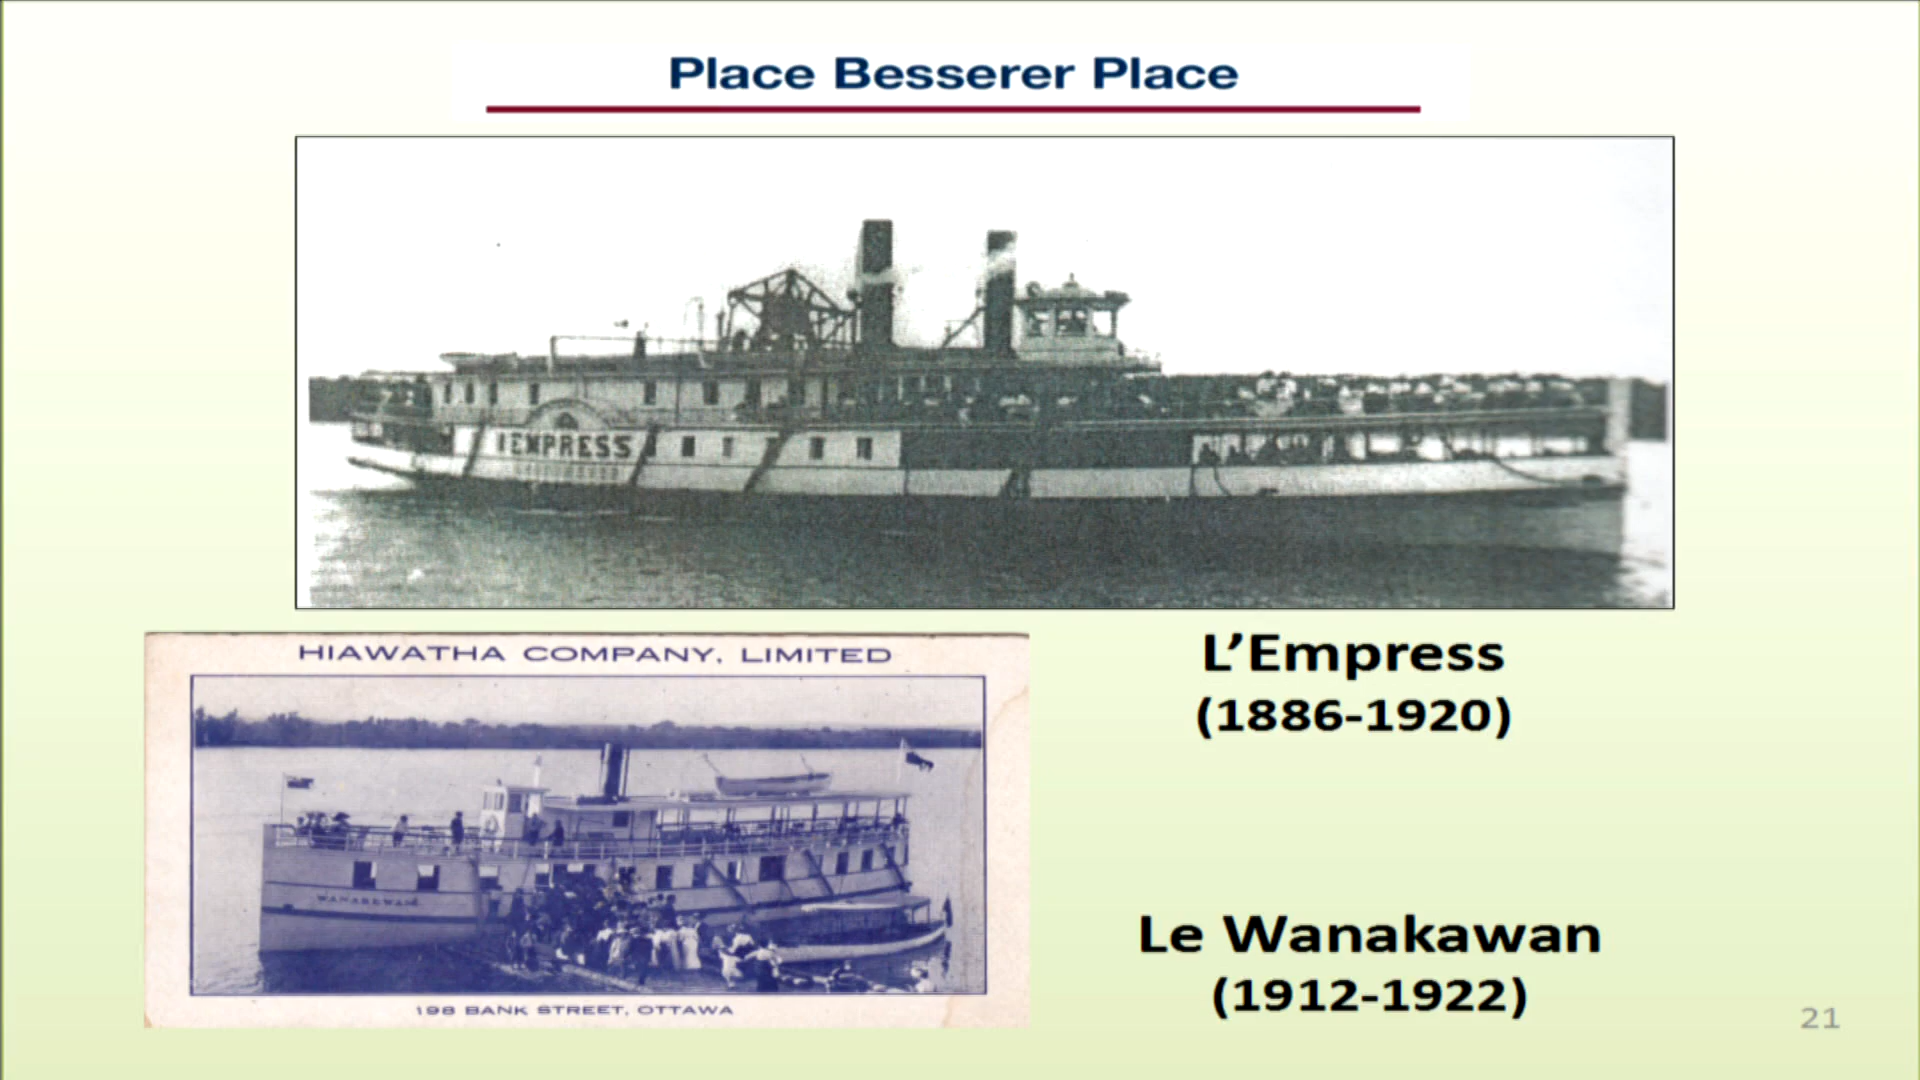 Place Besserer Place
EMPRESS
L’Empress
(1886-1920)
HIAWATHA COMPANY, LIMITED
WANAKEWAN
198 BANK STREET, OTTAWA
Le Wanakawan
(1912-1922)
21